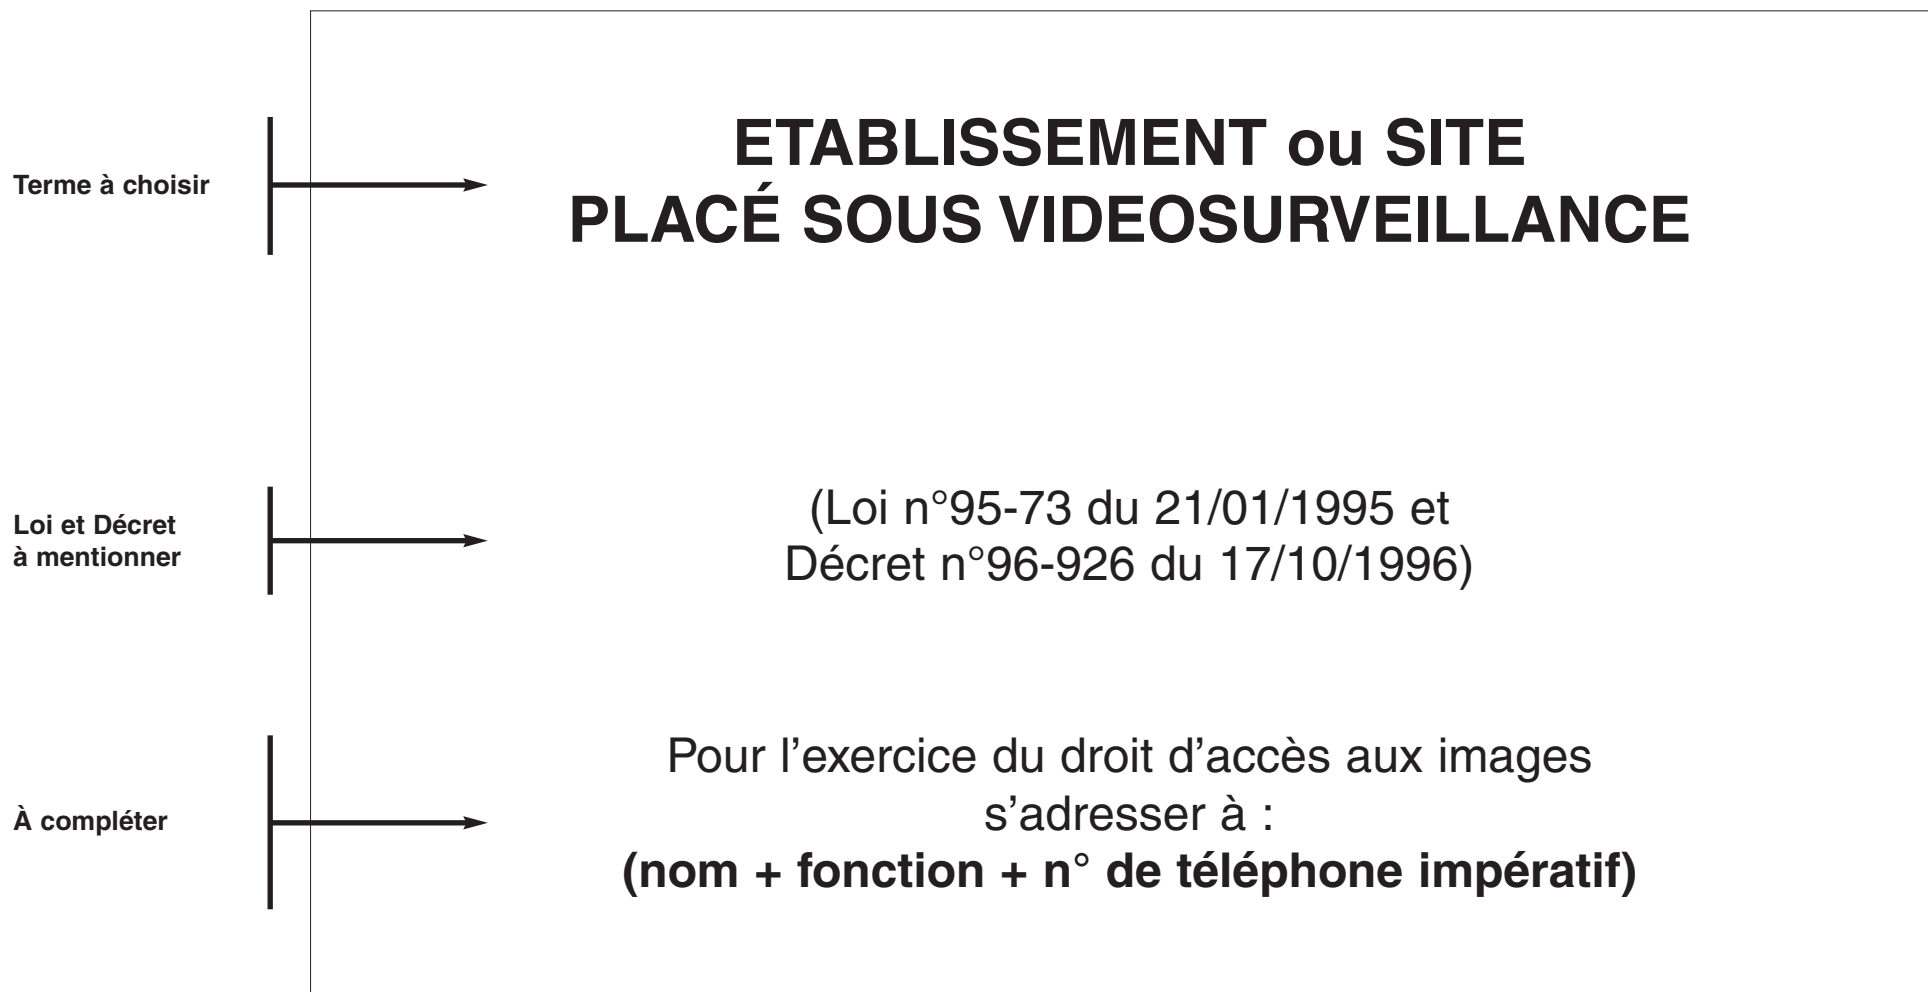 Terme à choisir
ETABLISSEMENT ou SITE
PLACÉ SOUS VIDEOSURVEILLANCE
Loi et Décret
à mentionner
(Loi n°95-73 du 21/01/1995 et
Décret n°96-926 du 17/10/1996)
À compléter
Pour l’exercice du droit d’accès aux images
s’adresser à :
(nom + fonction + n° de téléphone impératif)